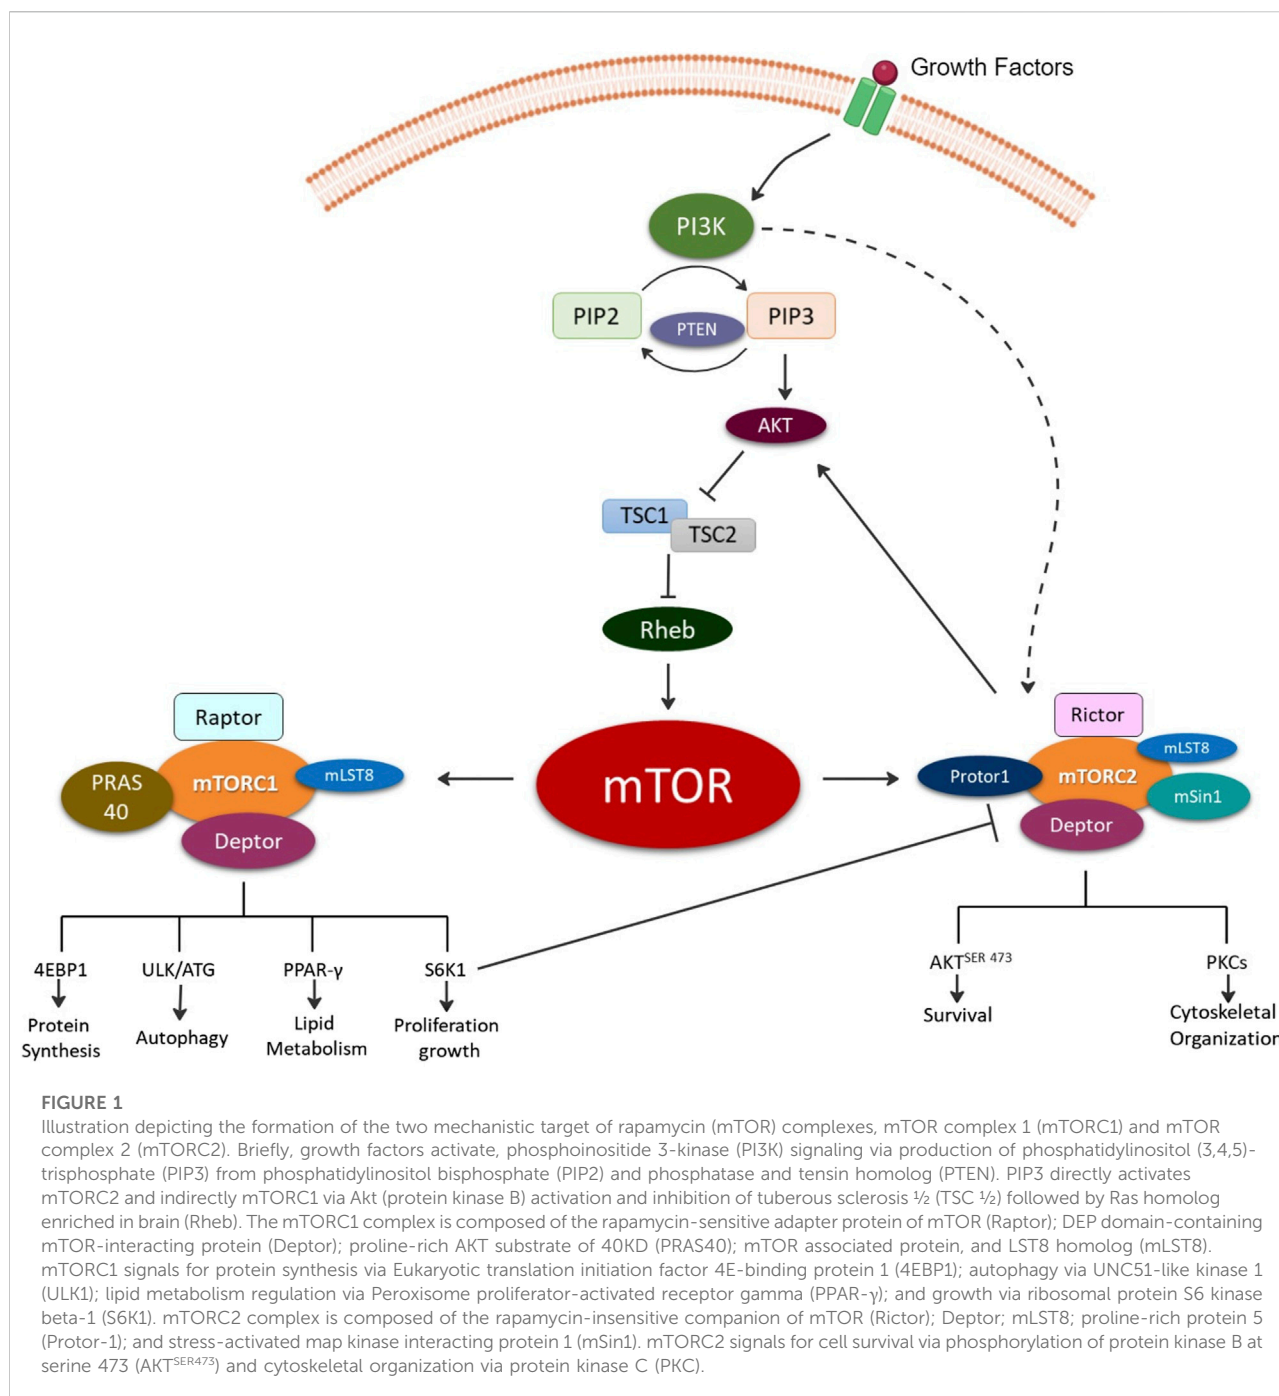 Growth Factors
PI3K
PIP2
PTEN
PIP3
AKT
TSC1
TSC2
Rheb
mTOR
Raptor
PRAS
40
mTORC1
mLST8
Deptor
Rictor
mLST8
Protor1
mTORC2
mSin1
Deptor
4EBP1
ULK/ATG
PPAR-γ
S6K1
AKTSER 473
PKCs
Protein
Synthesis
Autophagy
Lipid
Metabolism
Proliferation
growth
Survival
Cytoskeletal
Organization
FIGURE 1
Illustration depicting the formation of the two mechanistic target of rapamycin (mTOR) complexes, mTOR complex 1 (mTORC1) and mTOR
complex 2 (mTORC2). Briefly, growth factors activate, phosphoinositide 3-kinase (PI3K) signaling via production of phosphatidylinositol (3,4,5)-
trisphosphate (PIP3) from phosphatidylinositol bisphosphate (PIP2) and phosphatase and tensin homolog (PTEN). PIP3 directly activates
mTORC2 and indirectly mTORC1 via Akt (protein kinase B) activation and inhibition of tuberous sclerosis ½ (TSC ½) followed by Ras homolog
enriched in brain (Rheb). The mTORC1 complex is composed of the rapamycin-sensitive adapter protein of mTOR (Raptor); DEP domain-containing
mTOR-interacting protein (Deptor); proline-rich AKT substrate of 40KD (PRAS40); mTOR associated protein, and LST8 homolog (mLST8).
mTORC1 signals for protein synthesis via Eukaryotic translation initiation factor 4E-binding protein 1 (4EBP1); autophagy via UNC51-like kinase 1
(ULK1); lipid metabolism regulation via Peroxisome proliferator-activated receptor gamma (PPAR-γ); and growth via ribosomal protein S6 kinase
beta-1 (S6K1). mTORC2 complex is composed of the rapamycin-insensitive companion of mTOR (Rictor); Deptor; mLST8; proline-rich protein 5
(Protor-1); and stress-activated map kinase interacting protein 1 (mSin1). mTORC2 signals for cell survival via phosphorylation of protein kinase B at
serine 473 (AKTSER473) and cytoskeletal organization via protein kinase C (PKC).